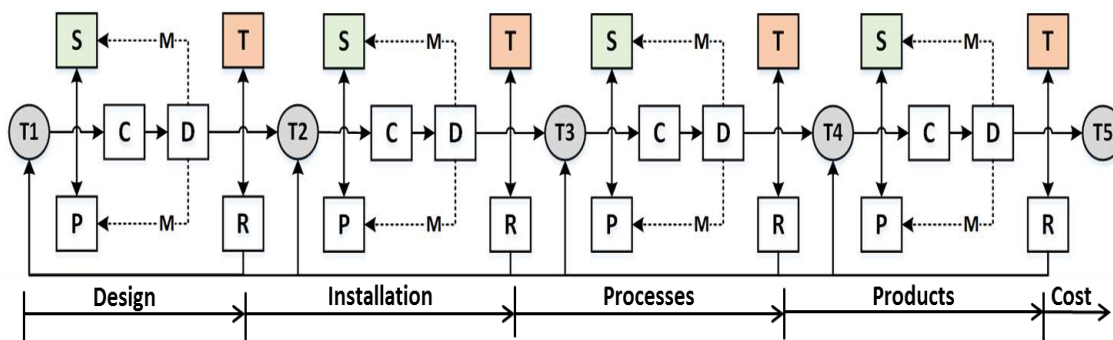 S M T S M T S M T S M T
T1 C D T2 C D T3 C D T4 C D T5
P M R P M R P M R P M R
Design Installation Processes Products Cost